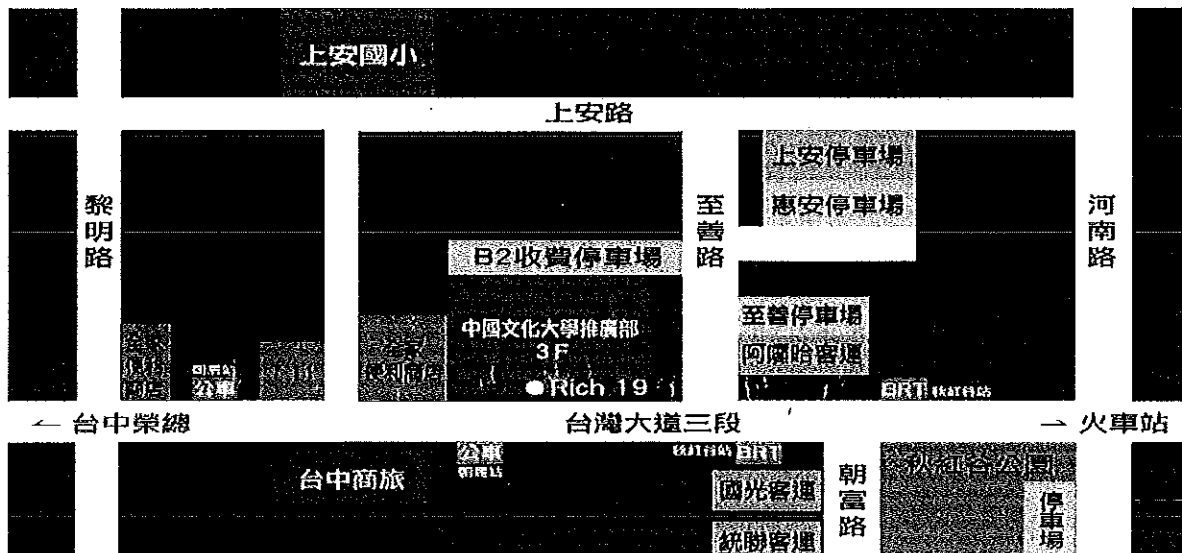 上安國小
上安路
上安停車場
惠安停車場
黎明路
至善路
河南路
B2收費停車場
中國文化大學推廣部
3F
至善停車場
阿囉哈客運
公車
便利商店
Rich 19
BRT
← 台中榮總
台灣大道三段
→ 火車站
公車
BRT
秋紅谷公園
台中商旅
國光客運
朝富路
停車場
統聯客運